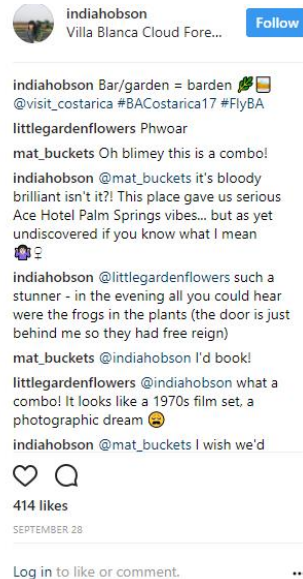 indiahobson
Villa Blanca Cloud Fore...
Follow
indiahobson Bar/garden = barden 🌿🥃
@visit_costarica #BACostarica17 #FlyBA
littlegardenflowers Phwoar
mat_buckets Oh blimey this is a combo!
indiahobson @mat_buckets it's bloody
brilliant isn't it?! This place gave us serious
Ace Hotel Palm Springs vibes... but as yet
undiscovered if you know what I mean
🤷♀
indiahobson @littlegardenflowers such a
stunner - in the evening all you could hear
were the frogs in the plants (the door is just
behind me so they had free reign)
mat_buckets @indiahobson I'd book!
littlegardenflowers @indiahobson what a
combo! It looks like a 1970s film set, a
photographic dream 😩
indiahobson @mat_buckets I wish we'd
414 likes
SEPTEMBER 28
Log in to like or comment.